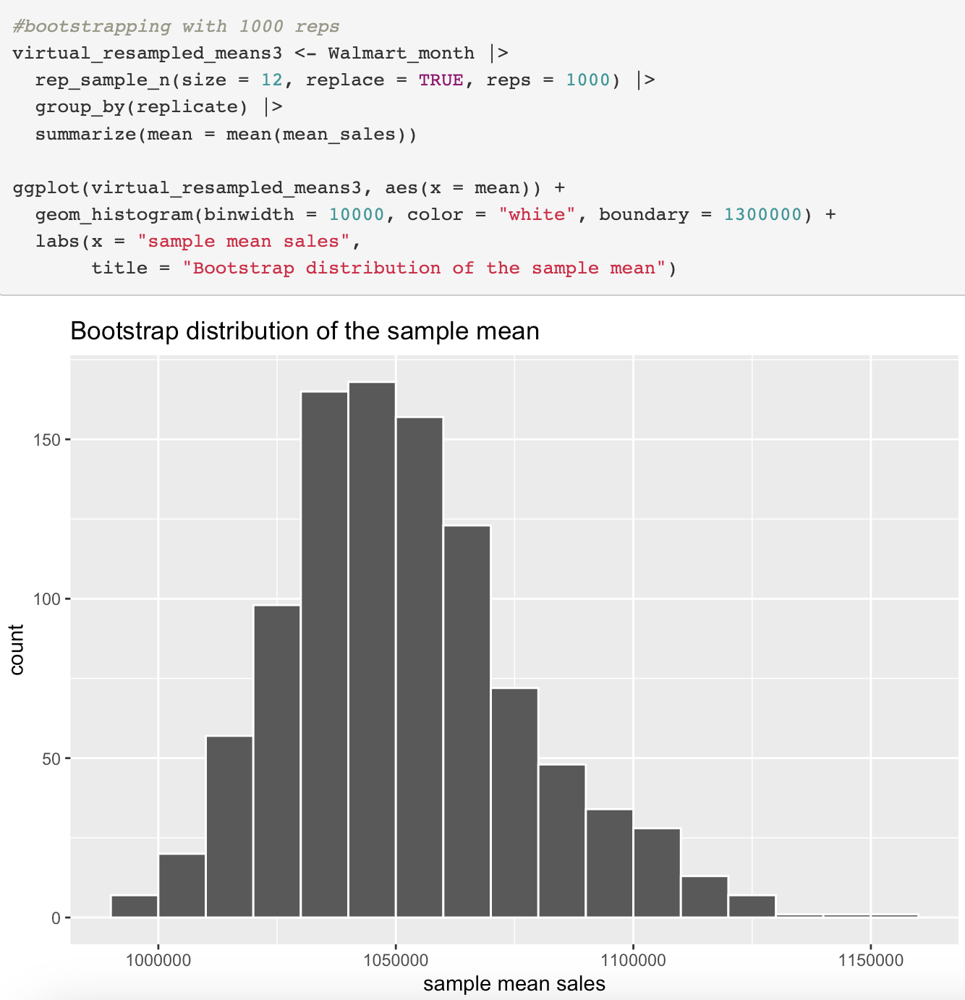 #bootstrapping with 1000 reps
virtual_resampled_means3 <- Walmart_month |>
  rep_sample_n(size = 12, replace = TRUE, reps = 1000) |>
  group_by(replicate) |>
  summarize(mean = mean(mean_sales))
ggplot(virtual_resampled_means3, aes(x = mean)) +
  geom_histogram(binwidth = 10000, color = "white", boundary = 1300000) +
  labs(x = "sample mean sales",
       title = "Bootstrap distribution of the sample mean")
Bootstrap distribution of the sample mean
150
100
50
0
count
1000000 1050000 1100000 1150000
sample mean sales